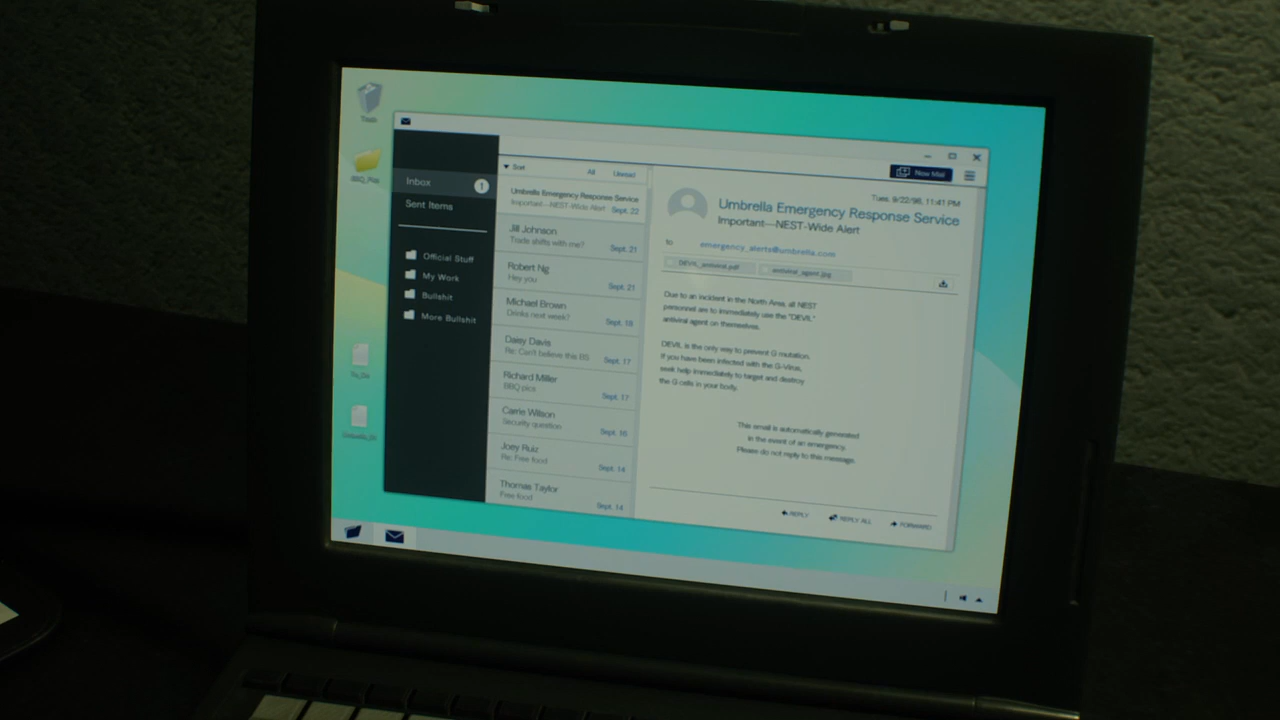 Trash
BBQ_Pics
Inbox
1
Sent Items
Official Stuff
My Work
Bullshit
More Bullshit
Sort
All
Unread
Umbrella Emergency Response Service
Important—NEST-Wide Alert
Sept. 22
Jill Johnson
Trade shifts with me?
Sept. 21
Robert Ng
Hey you
Sept. 21
Michael Brown
Drinks next week?
Sept. 18
Daisy Davis
Re: Can't believe this BS
Sept. 17
Richard Miller
BBQ pics
Sept. 17
Carrie Wilson
Security question
Sept. 16
Joey Ruiz
Re: Free food
Sept. 14
Thomas Taylor
Free food
Sept. 14
New Mail
Tues. 9/22/98, 11:41 PM
Umbrella Emergency Response Service
Important—NEST-Wide Alert
to
emergency_alerts@umbrella.com
DEVIL_antiviral.pdf
antiviral_agent.jpg
Due to an incident in the North Area, all NEST
personnel are to immediately use the "DEVIL"
antiviral agent on themselves.
DEVIL is the only way to prevent G mutation.
If you have been infected with the G-Virus,
seek help immediately to target and destroy
the G cells in your body.
This email is automatically generated
in the event of an emergency.
Please do not reply to this message.
REPLY
REPLY ALL
FORWARD